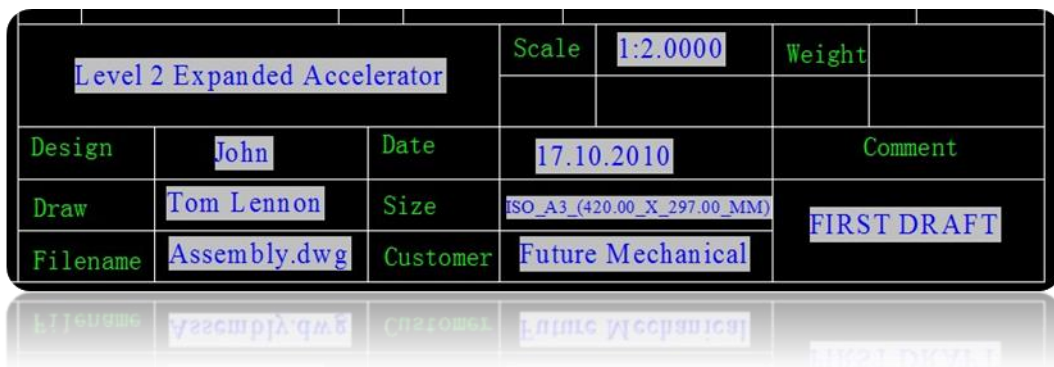 Level 2 Expanded Accelerator
Scale 1:2.0000 Weight
Design John Date 17.10.2010 Comment
Draw Tom Lennon Size ISO_A3_(420.00_X_297.00_MM)
FIRST DRAFT
Filename Assembly.dwg Customer Future Mechanical